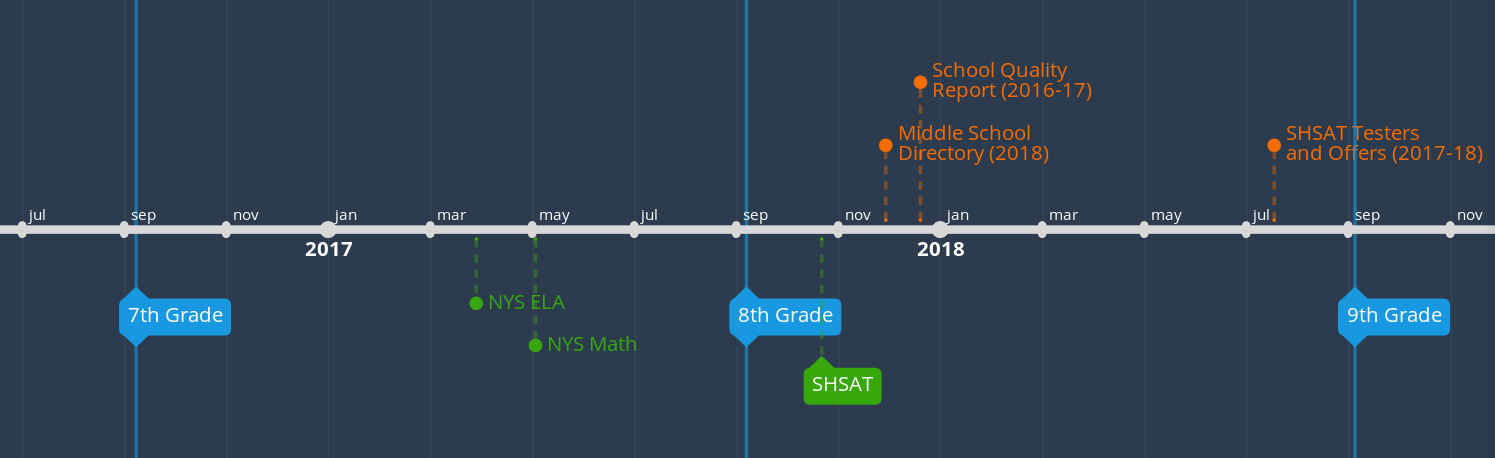 School Quality
Report (2016-17)
Middle School
Directory (2018)
SHSAT Testers
and Offers (2017-18)
jul sep nov jan mar may jul sep nov jan mar may jul sep nov
2017 2018
NYS ELA
7th Grade 8th Grade 9th Grade
NYS Math
SHSAT